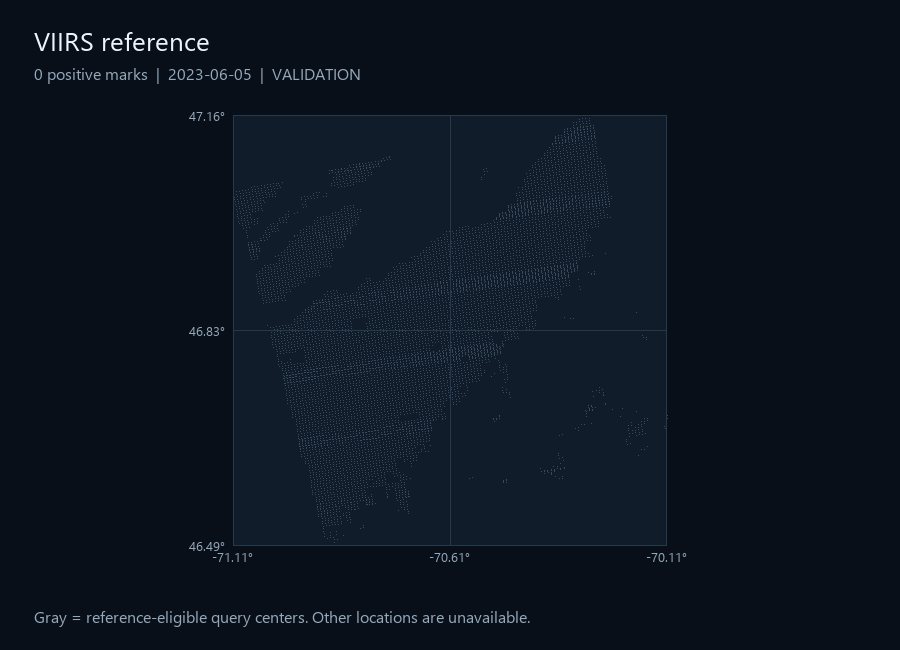 VIIRS reference
0 positive marks | 2023-06-05 | VALIDATION
47.16°
46.83°
46.49°
-71.11° -70.61° -70.11°
Gray = reference-eligible query centers. Other locations are unavailable.